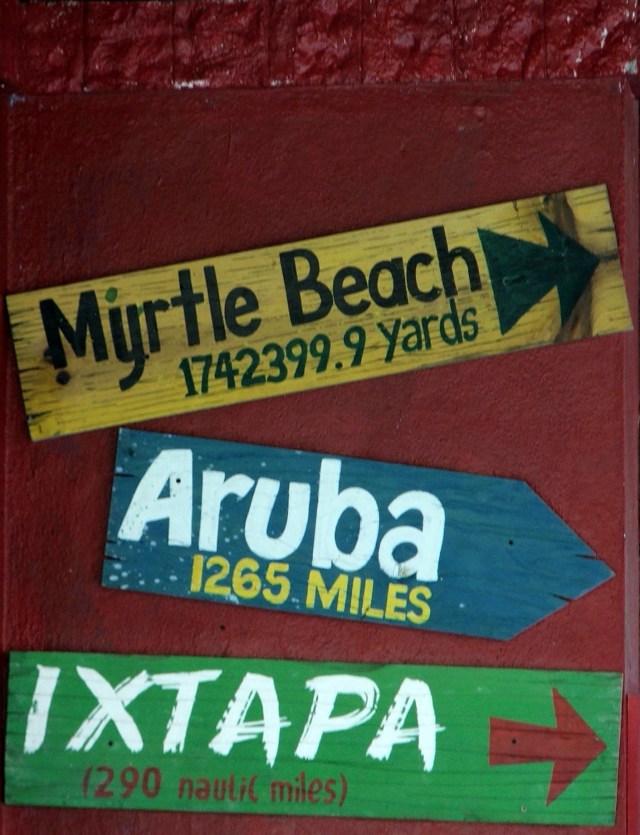 Myrtle Beach
1742399.9 yards
Aruba
1265 MILES
IXTAPA
(290 nautic miles)